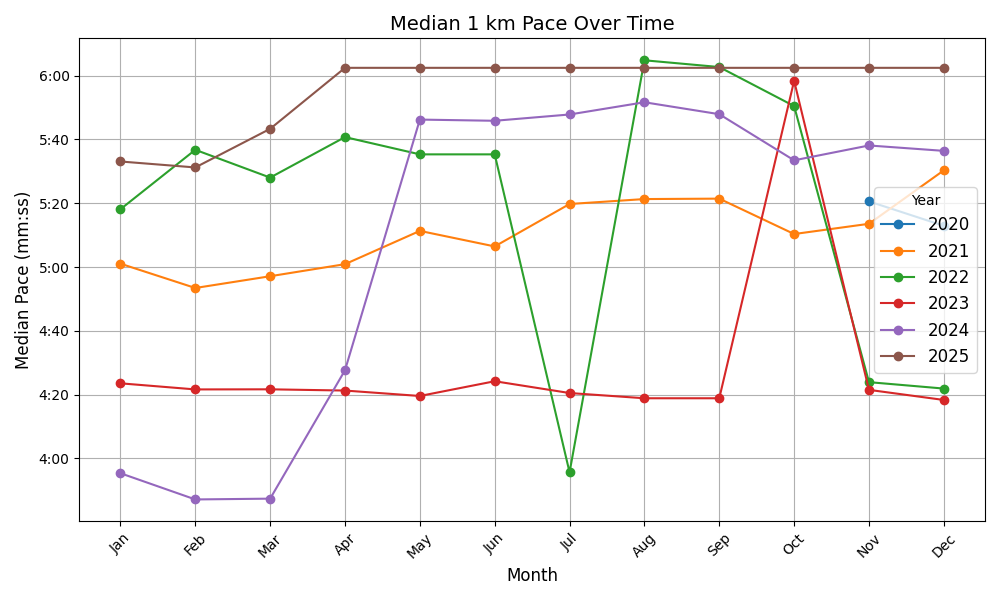 Median 1 km Pace Over Time
Median Pace (mm:ss)
6:00
5:40
5:20
5:00
4:40
4:20
4:00
Jan
Feb
Mar
Apr
May
Jun
Jul
Aug
Sep
Oct
Nov
Dec
Month
Year
2020
2021
2022
2023
2024
2025